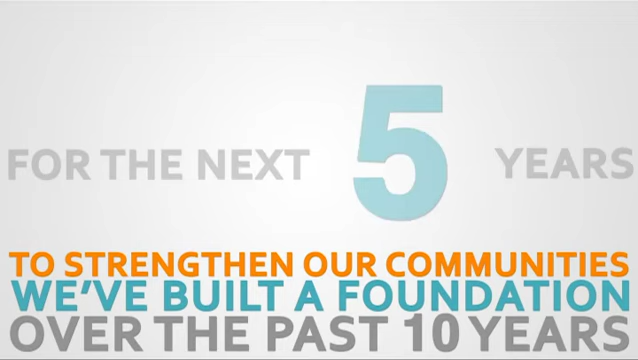 FOR THE NEXT 5 YEARS
TO STRENGTHEN OUR COMMUNITIES
WE'VE BUILT A FOUNDATION
OVER THE PAST 10 YEARS